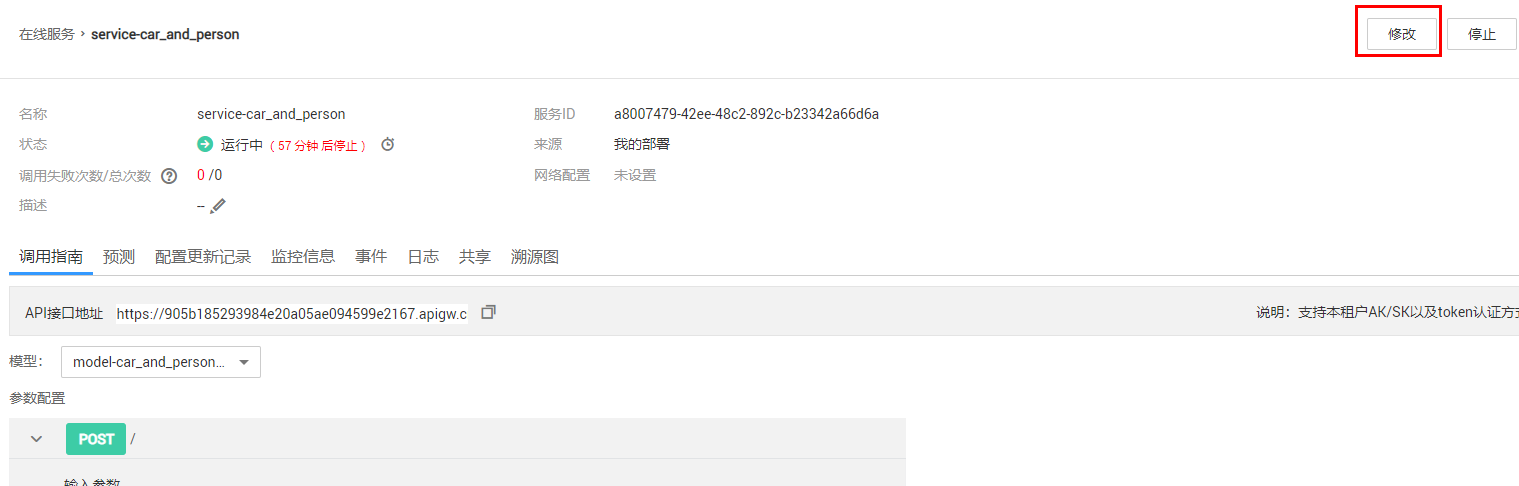 在线服务 › service-car_and_person 修改 停止
名称 service-car_and_person 服务ID a8007479-42ee-48c2-892c-b23342a66d6a
状态 运行中 ( 57 分钟 后停止 ) 来源 我的部署
调用失败次数/总次数 ? 0 /0 网络配置 未设置
描述 --
调用指南 预测 配置更新记录 监控信息 事件 日志 共享 溯源图
API接口地址 https://905b185293984e20a05ae094599e2167.apigw.c 说明：支持本租户AK/SK以及token认证方式
模型： model-car_and_person...
参数配置
POST /
输入参数